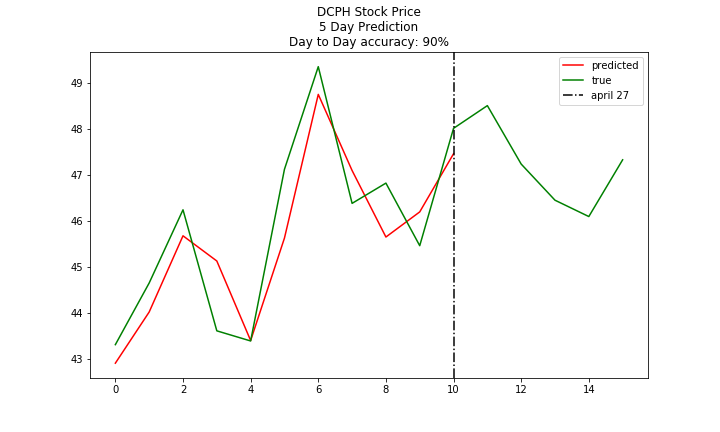 DCPH Stock Price
5 Day Prediction
Day to Day accuracy: 90%
predicted
true
april 27
49
48
47
46
45
44
43
0 2 4 6 8 10 12 14